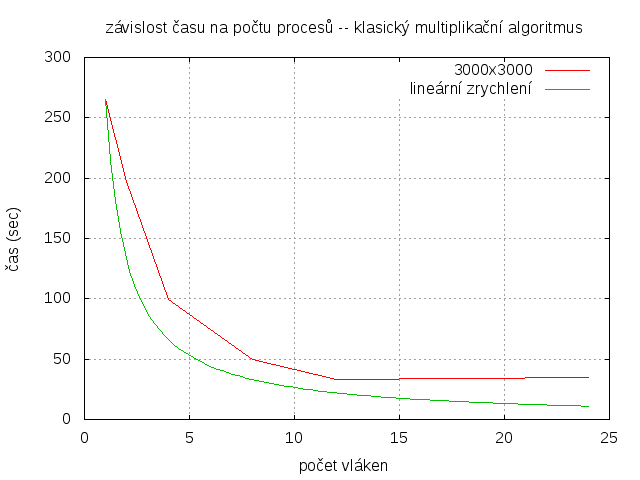 závislost času na počtu procesů -- klasický multiplikační algoritmus
3000x3000
lineární zrychlení
300
250
200
150
100
50
0
čas (sec)
0 5 10 15 20 25
počet vláken